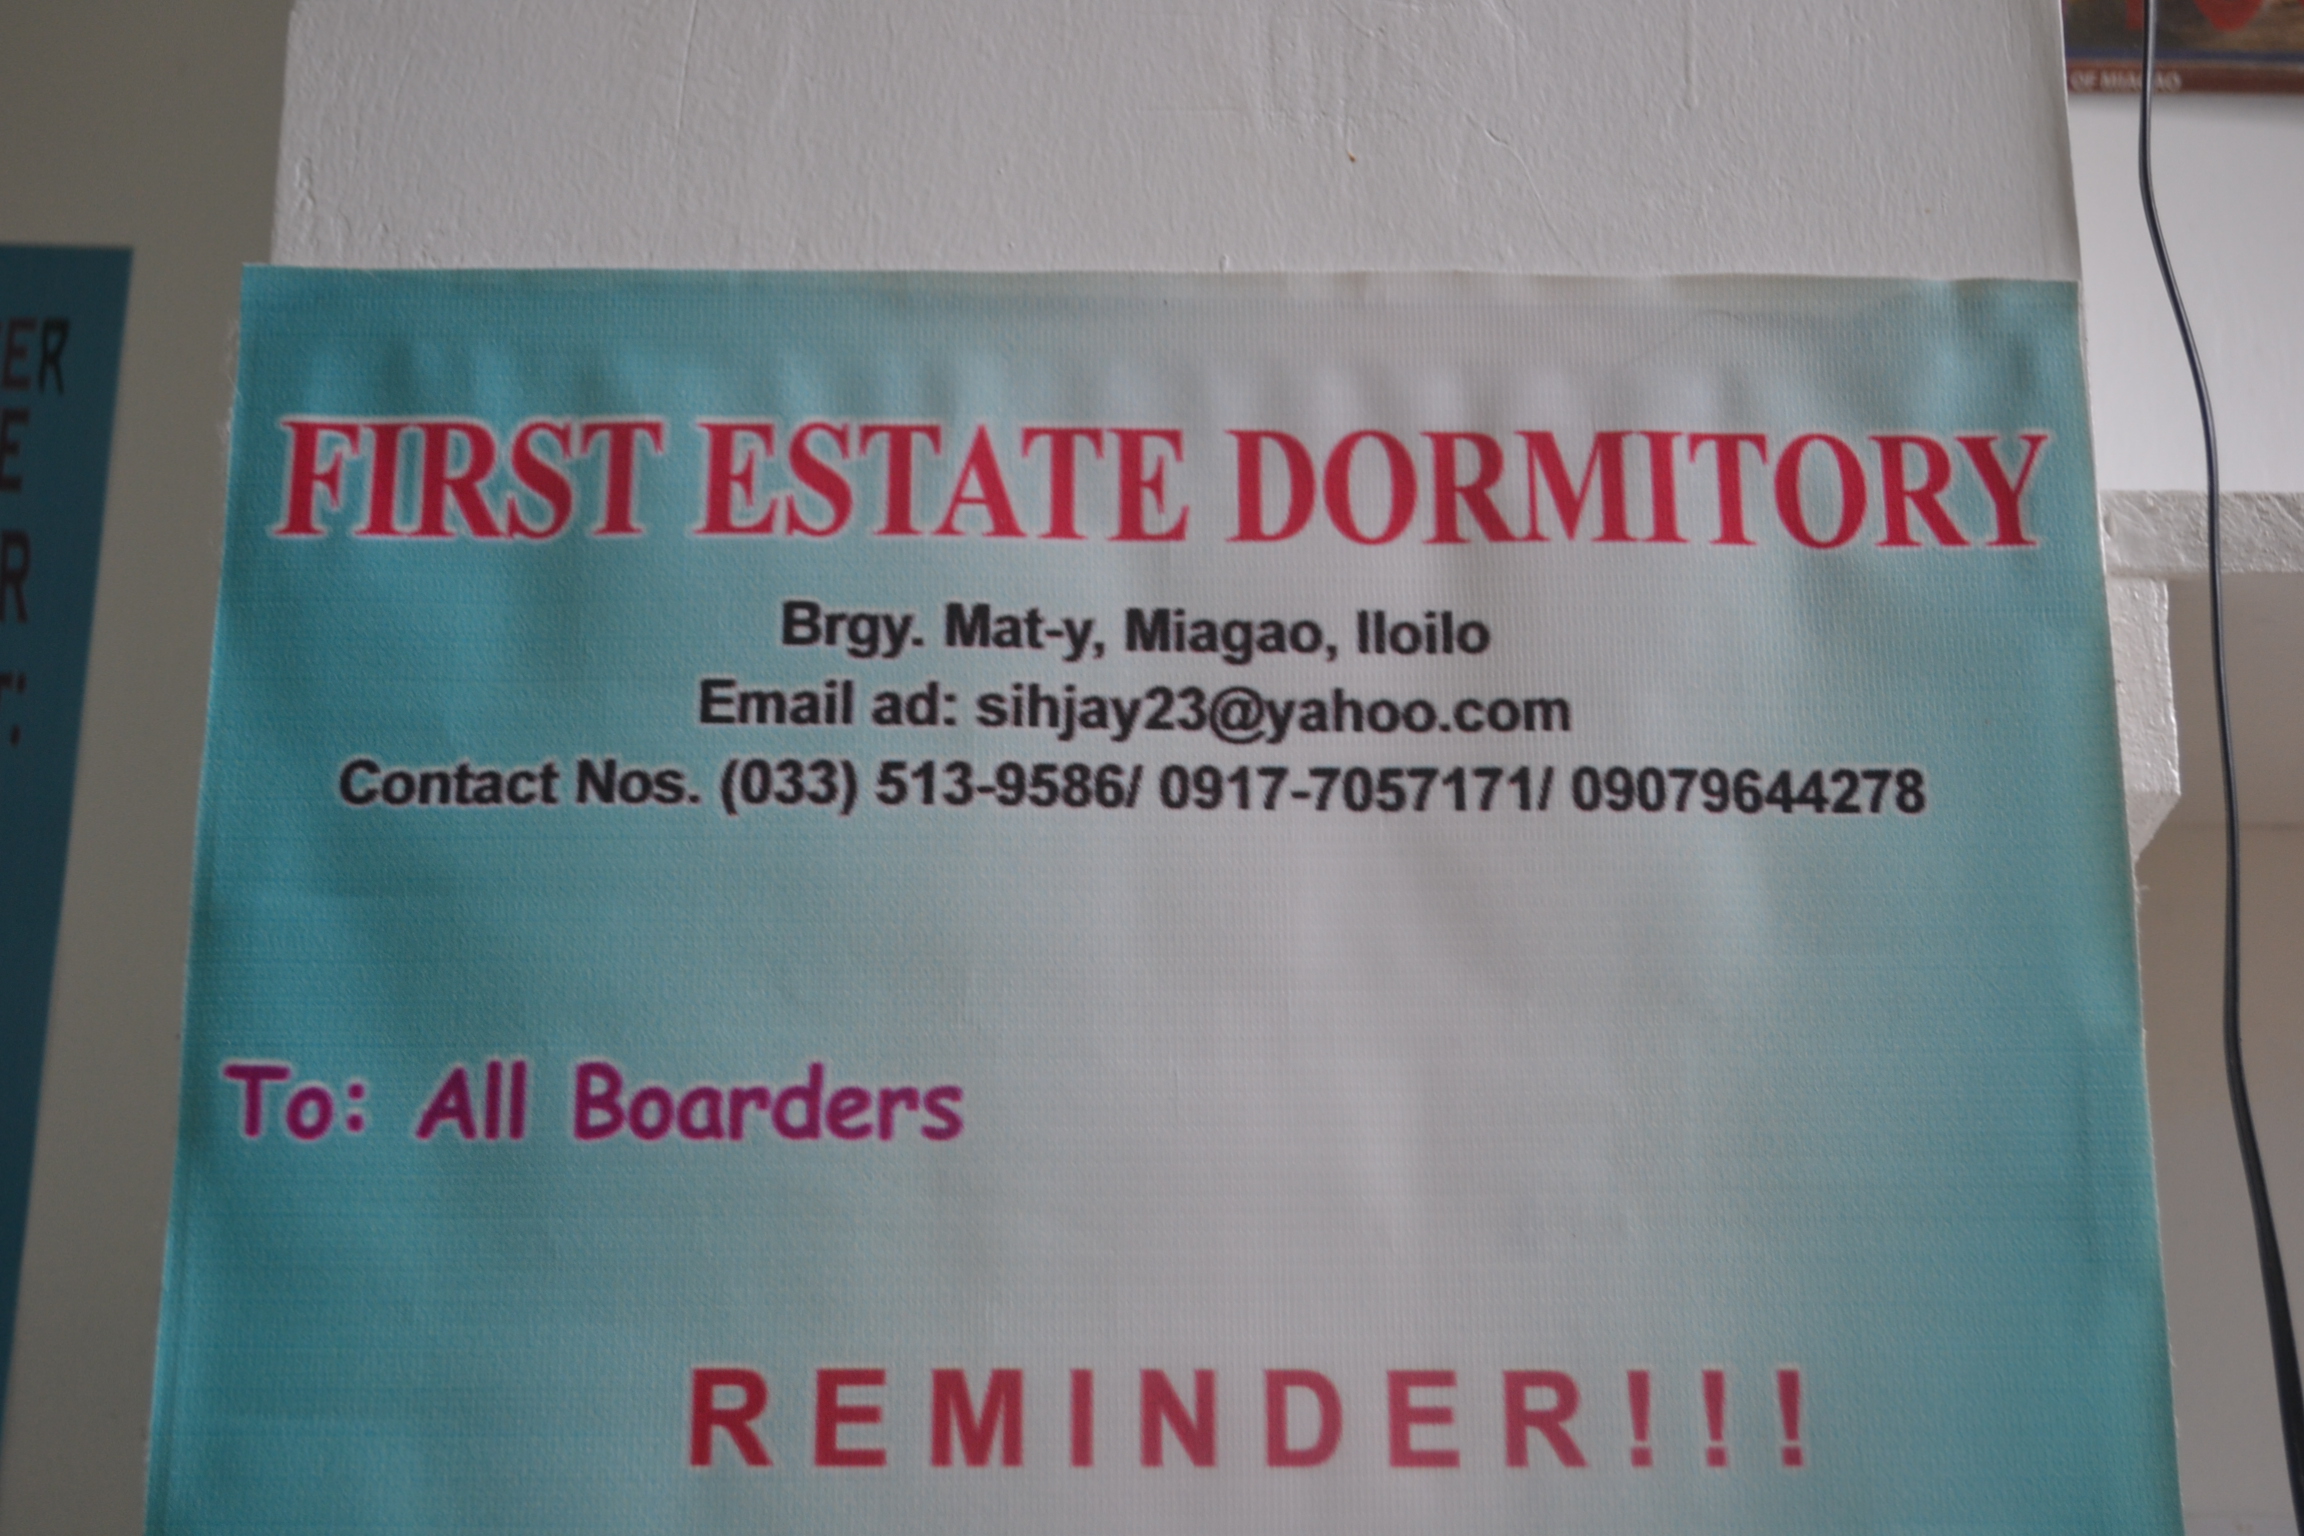 OF MIAGAO
ER
E
R
T:
FIRST ESTATE DORMITORY
Brgy. Mat-y, Miagao, Iloilo
Email ad: sihjay23@yahoo.com
Contact Nos. (033) 513-9586/ 0917-7057171/ 09079644278
To: All Boarders
REMINDER!!!